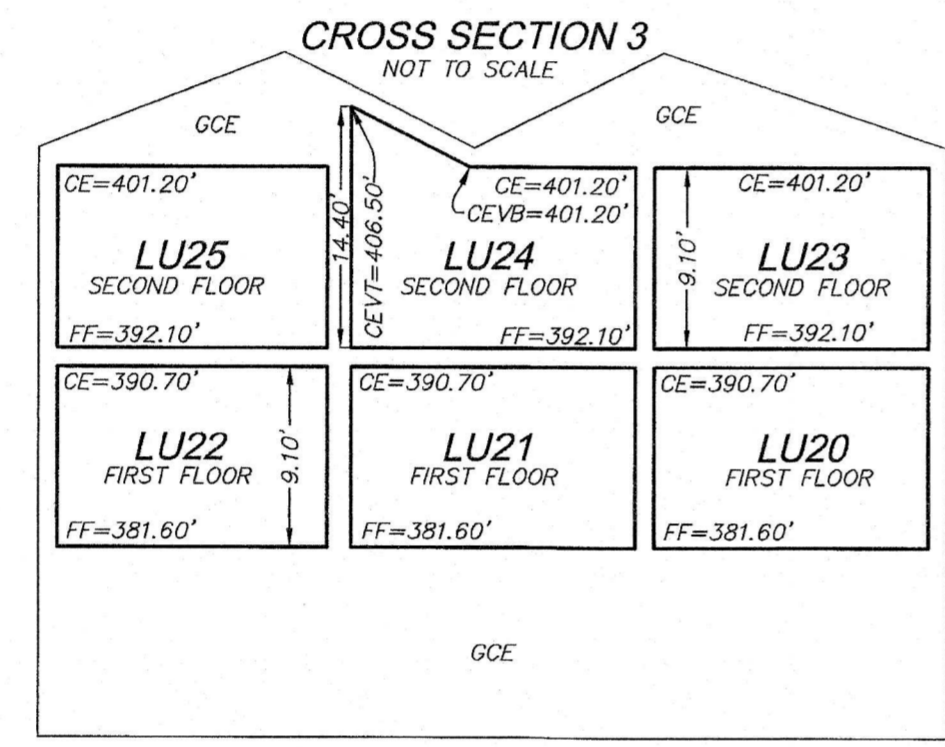 CROSS SECTION 3
NOT TO SCALE
GCE
GCE
CE=401.20'
LU25
SECOND FLOOR
FF=392.10'
14.40'
CEVT=406.50'
CE=401.20'
CEVB=401.20'
LU24
SECOND FLOOR
FF=392.10'
CE=401.20'
9.10'
LU23
SECOND FLOOR
FF=392.10'
CE=390.70'
LU22
FIRST FLOOR
9.10'
FF=381.60'
CE=390.70'
LU21
FIRST FLOOR
FF=381.60'
CE=390.70'
LU20
FIRST FLOOR
FF=381.60'
GCE